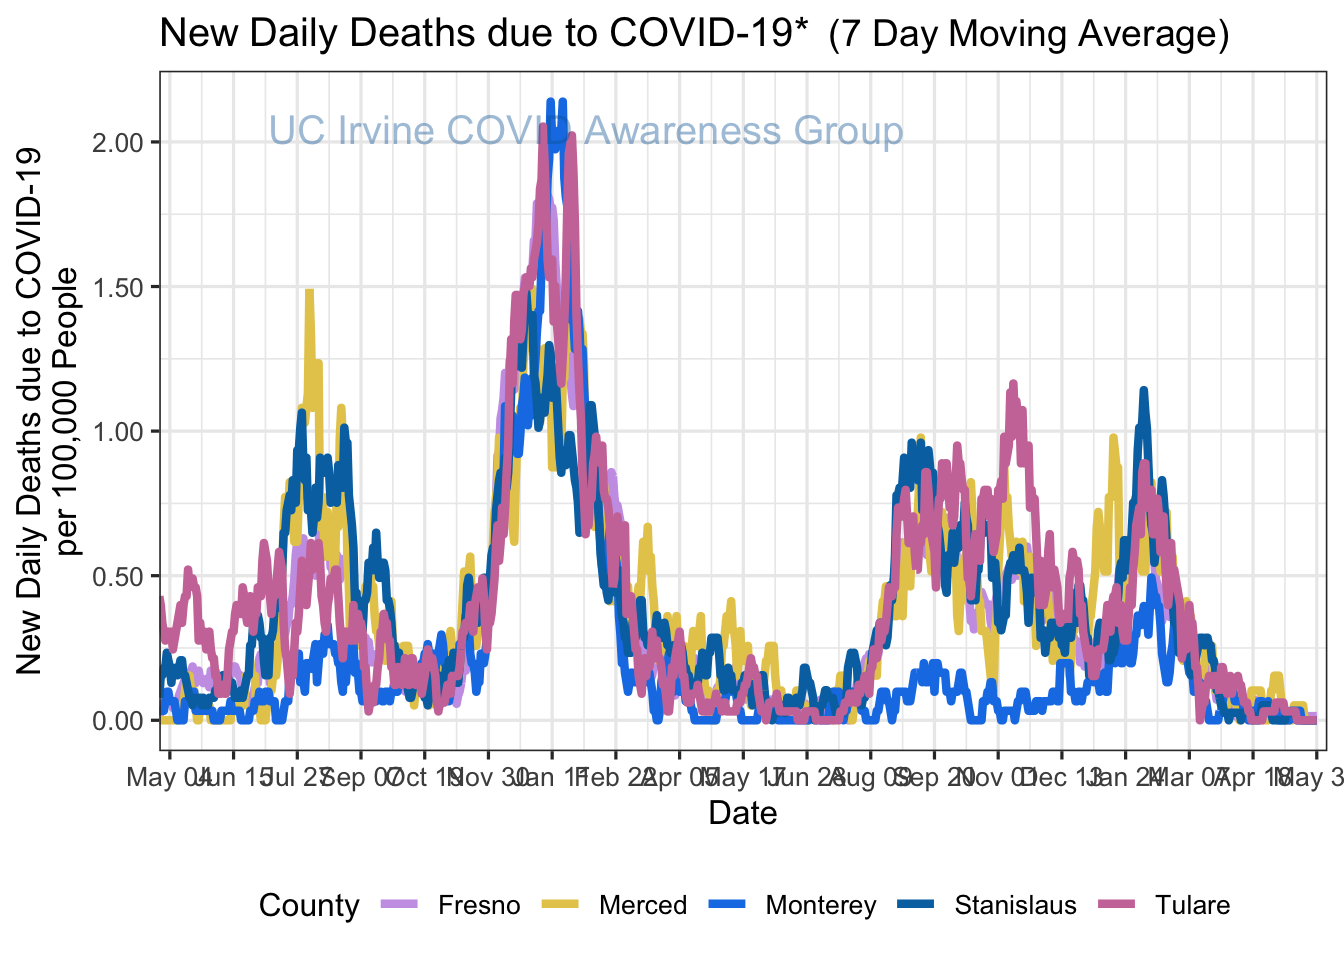 New Daily Deaths due to COVID-19* (7 Day Moving Average)
UC Irvine COVID Awareness Group
New Daily Deaths due to COVID-19
per 100,000 People
2.00
1.50
1.00
0.50
0.00
May 04 Jun 15 Jul 27 Sep 07 Oct 19 Nov 30 Jan 11 Feb 22 Apr 05 May 17 Jun 28 Aug 09 Sep 20 Nov 01 Dec 13 Jan 24 Mar 07 Apr 18 May 3
Date
County Fresno Merced Monterey Stanislaus Tulare